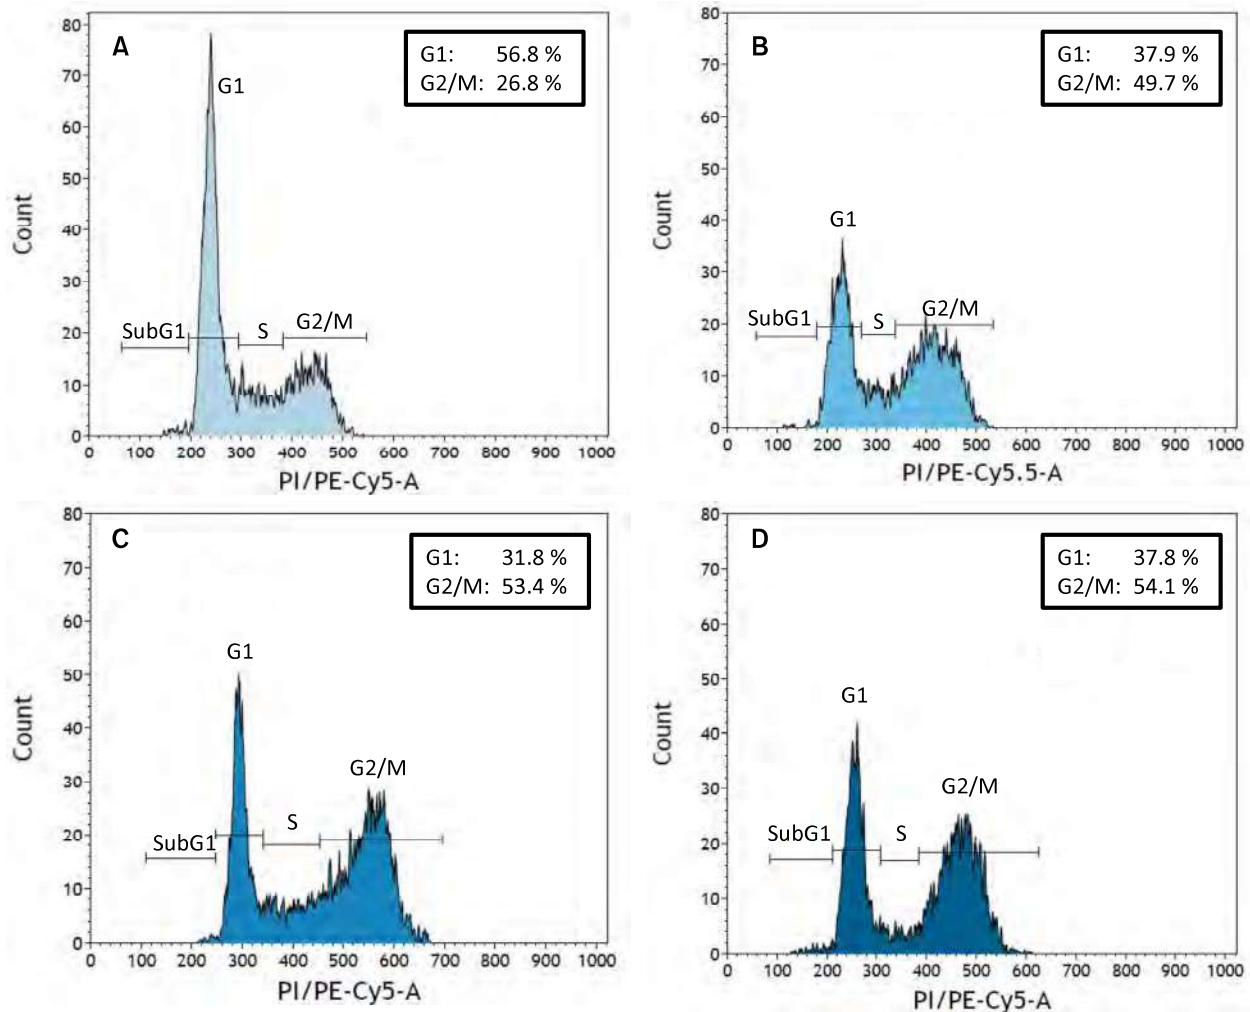 A
G1: 56.8 %
G2/M: 26.8 %
G1
SubG1
S
G2/M
Count
80
70
60
50
40
30
20
10
0
0 100 200 300 400 500 600 700 800 900 1000
PI/PE-Cy5-A
B
G1: 37.9 %
G2/M: 49.7 %
G1
SubG1
S
G2/M
Count
80
70
60
50
40
30
20
10
0
0 100 200 300 400 500 600 700 800 900 1000
PI/PE-Cy5.5-A
C
G1: 31.8 %
G2/M: 53.4 %
G1
SubG1
S
G2/M
Count
80
70
60
50
40
30
20
10
0
0 100 200 300 400 500 600 700 800 900 1000
PI/PE-Cy5-A
D
G1: 37.8 %
G2/M: 54.1 %
G1
SubG1
S
G2/M
Count
80
70
60
50
40
30
20
10
0
0 100 200 300 400 500 600 700 800 900 1000
PI/PE-Cy5-A